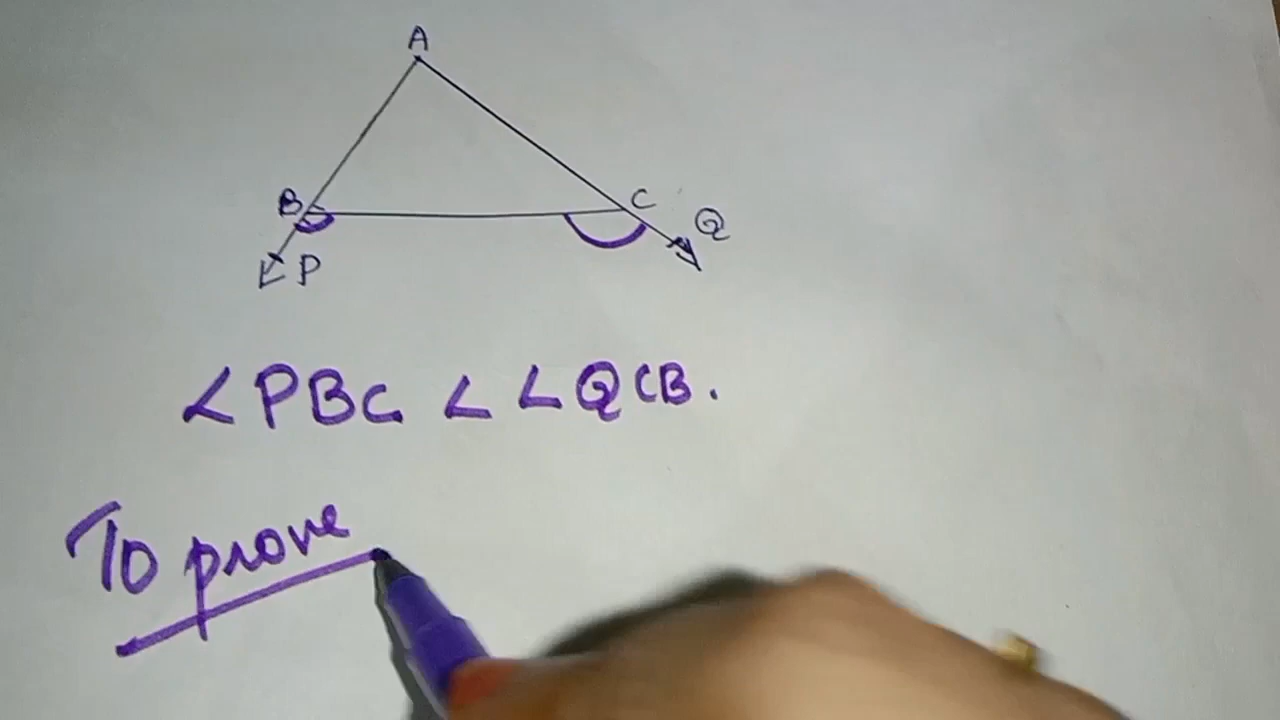 A
B
C
Q
P
∠PBC < ∠QCB.
To prove